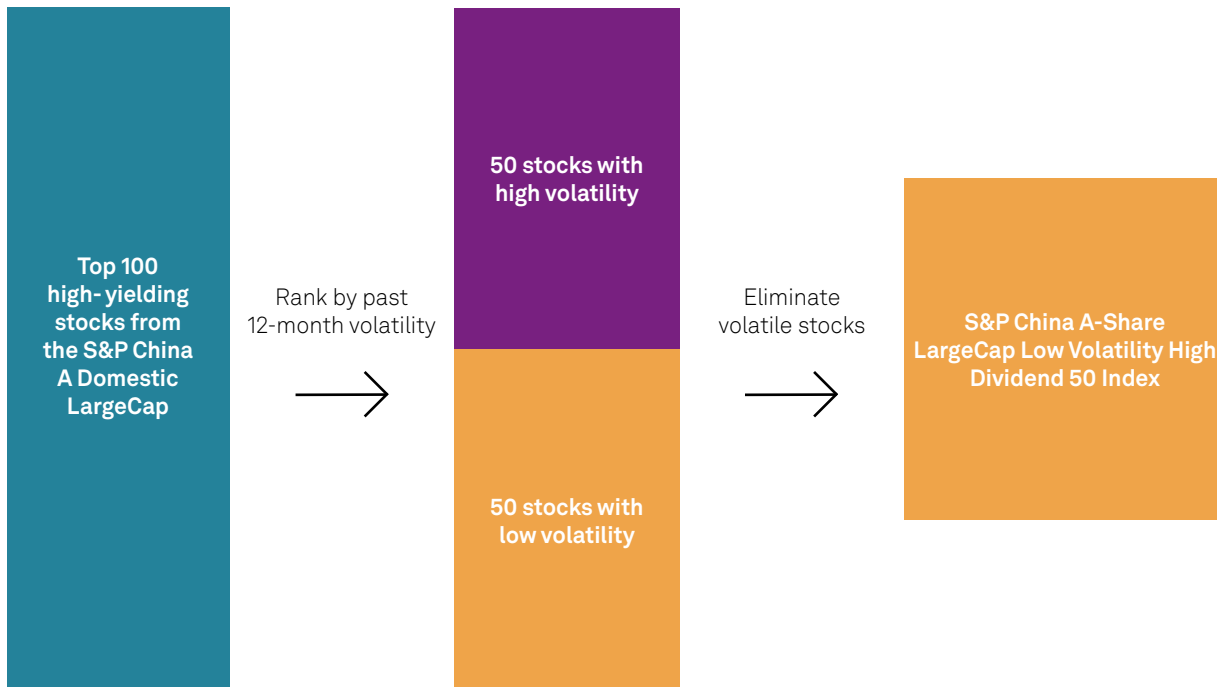 Top 100
high- yielding
stocks from
the S&P China
A Domestic
LargeCap
Rank by past
12-month volatility
50 stocks with
high volatility
50 stocks with
low volatility
Eliminate
volatile stocks
S&P China A-Share
LargeCap Low Volatility High
Dividend 50 Index